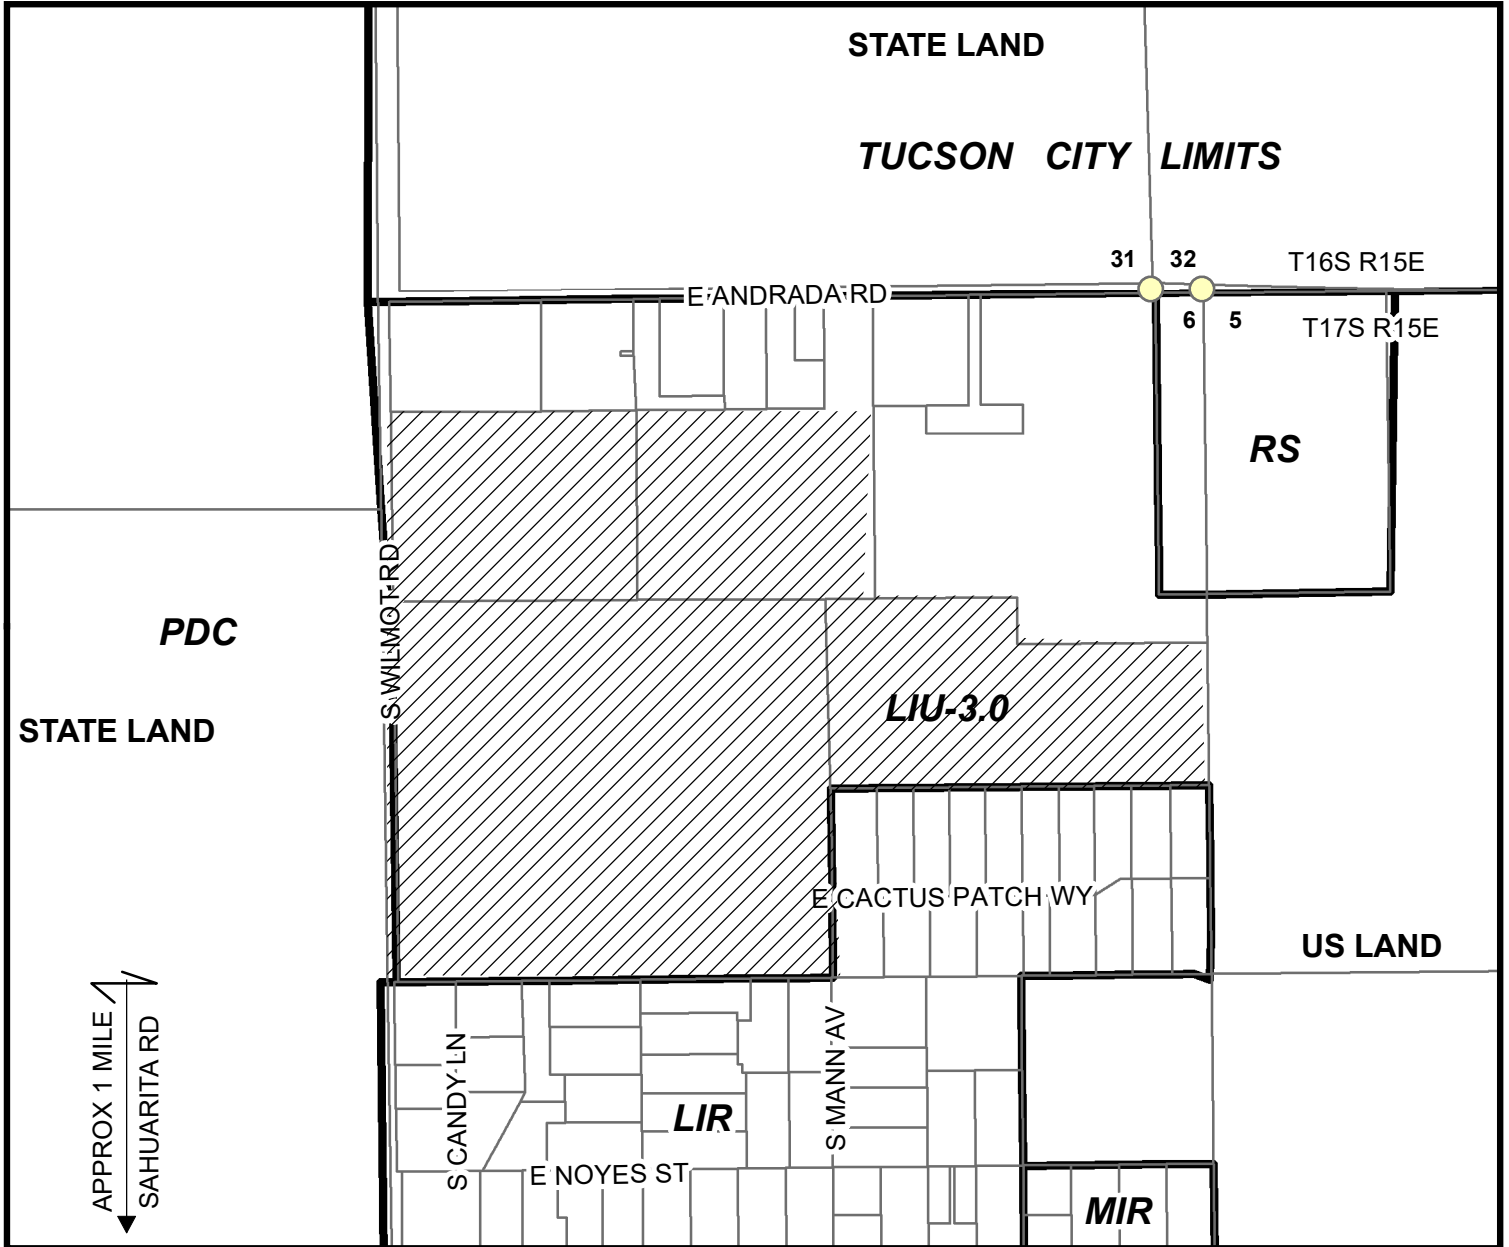 STATE LAND
TUCSON CITY LIMITS
31 32
T16S R15E
E ANDRADA RD
6 5
T17S R15E
RS
S WILMOT RD
PDC
LIU-3.0
STATE LAND
E CACTUS PATCH WY
US LAND
APPROX 1 MILE
SAHUARITA RD
S CANDY LN
S MANN AV
LIR
E NOYES ST
MIR